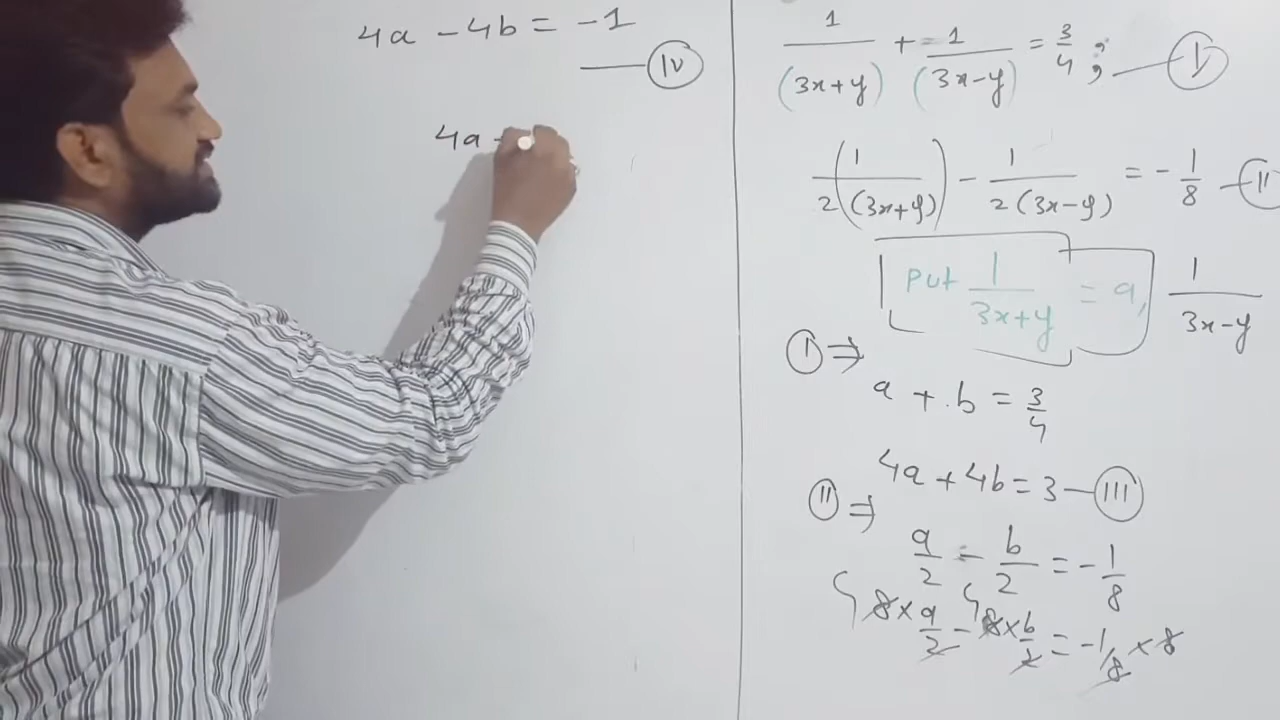 4a - 4b = -1
—— (IV)
4a -
1/(3x+y) + 1/(3x-y) = 3/4 ; —— (I)
1/2(3x+y) - 1/2(3x-y) = -1/8 — (II)
Put 1/3x+y = a, 1/3x-y
(I) ⇒
a + b = 3/4
4a + 4b = 3 — (III)
(II) ⇒
a/2 - b/2 = -1/8
4 8 × a/2 - 4 8 × b/2 = -1/8 × 8